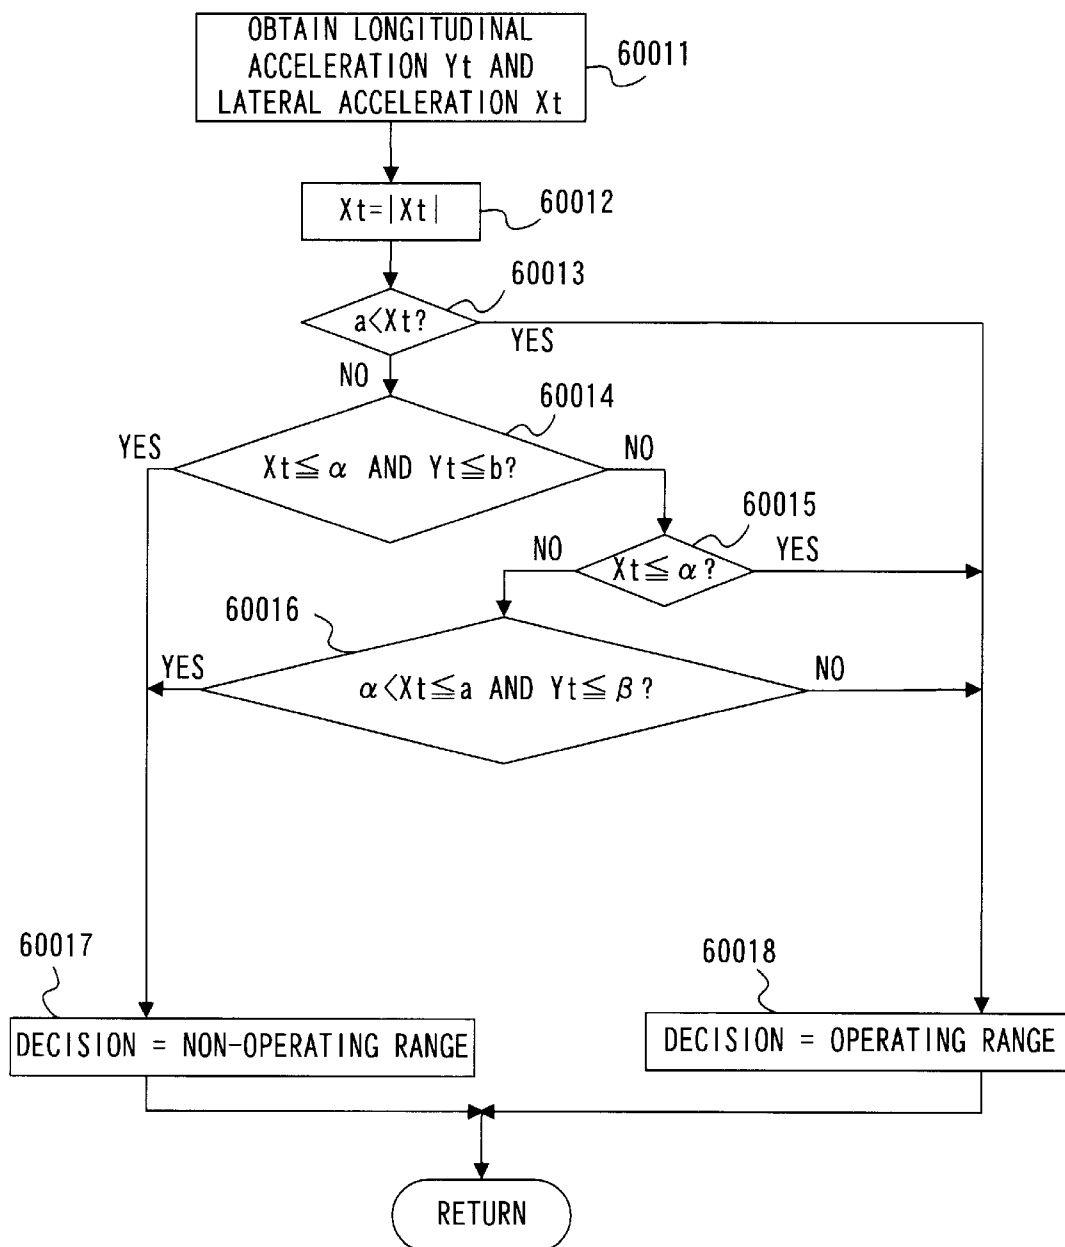 OBTAIN LONGITUDINAL
ACCELERATION Yt AND
LATERAL ACCELERATION Xt
60011
Xt=|Xt|
60012
60013
a<Xt?
YES
NO
60014
YES
Xt≦α AND Yt≦b?
NO
60015
NO
Xt≦α?
YES
60016
YES
α<Xt≦a AND Yt≦β?
NO
60017
60018
DECISION = NON-OPERATING RANGE
DECISION = OPERATING RANGE
RETURN